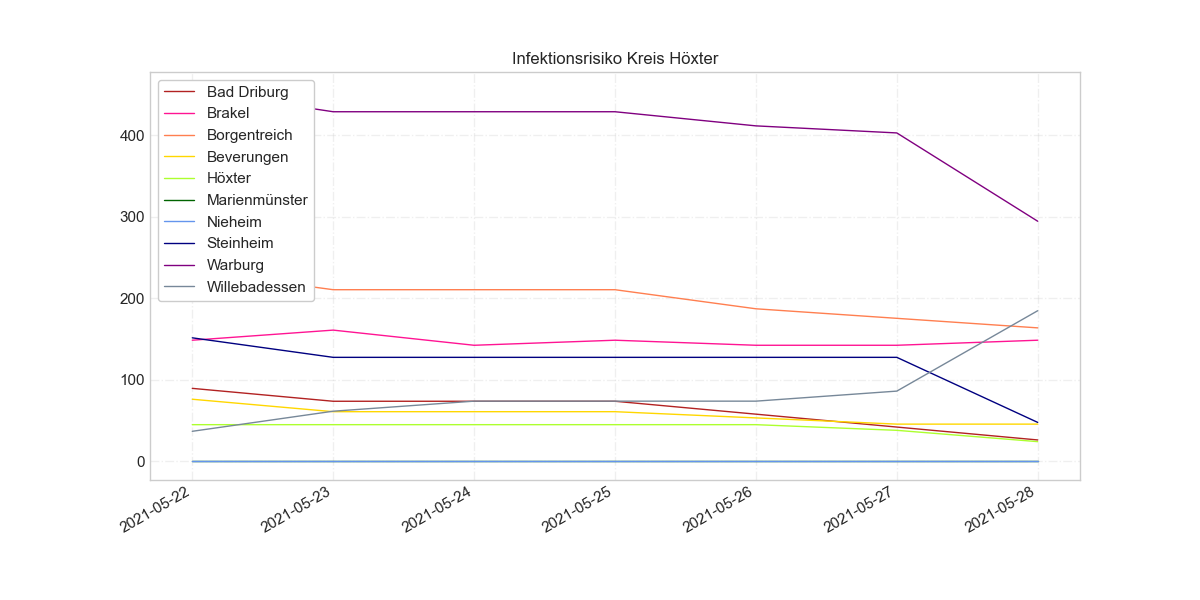 Infektionsrisiko Kreis Höxter
Bad Driburg
Brakel
Borgentreich
Beverungen
Höxter
Marienmünster
Nieheim
Steinheim
Warburg
Willebadessen
400
300
200
100
0
2021-05-22
2021-05-23
2021-05-24
2021-05-25
2021-05-26
2021-05-27
2021-05-28